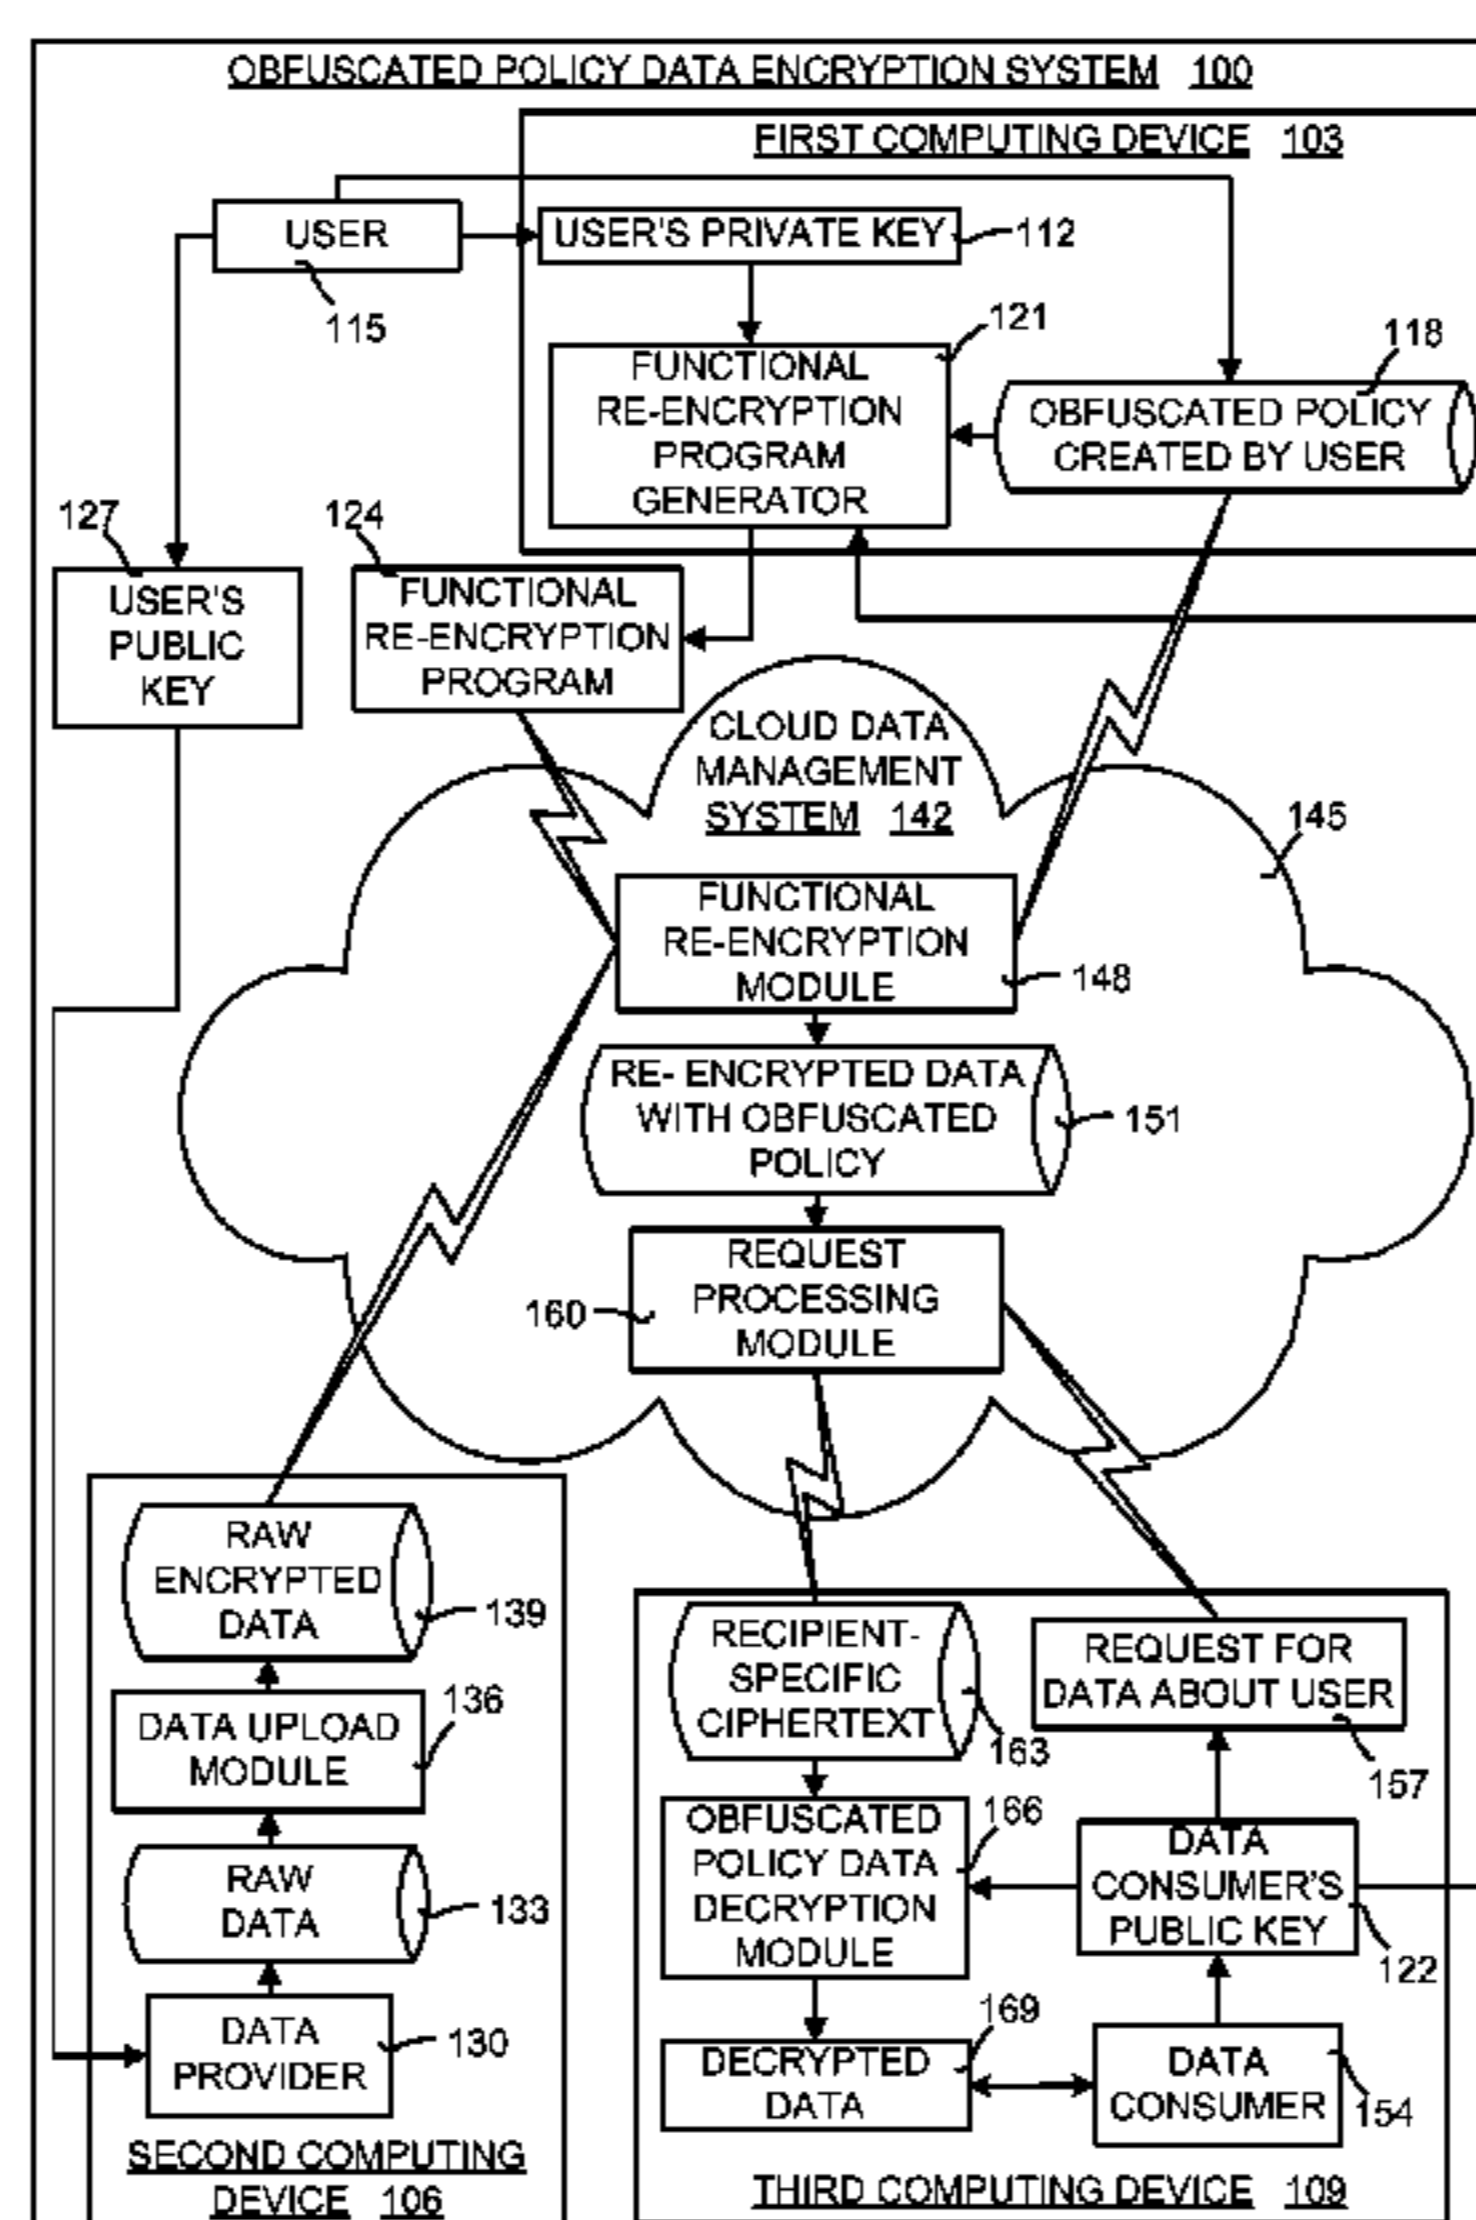 OBFUSCATED POLICY DATA ENCRYPTION SYSTEM 100
FIRST COMPUTING DEVICE 103
USER
115
USER'S PRIVATE KEY
112
121
FUNCTIONAL
RE-ENCRYPTION
PROGRAM
GENERATOR
118
OBFUSCATED POLICY
CREATED BY USER
127
USER'S
PUBLIC
KEY
124
FUNCTIONAL
RE-ENCRYPTION
PROGRAM
CLOUD DATA
MANAGEMENT
SYSTEM 142
145
FUNCTIONAL
RE-ENCRYPTION
MODULE
148
RE- ENCRYPTED DATA
WITH OBFUSCATED
POLICY
151
REQUEST
PROCESSING
MODULE
160
RAW
ENCRYPTED
DATA
139
DATA UPLOAD
MODULE
136
RAW
DATA
133
DATA
PROVIDER
130
SECOND COMPUTING
DEVICE 106
RECIPIENT-
SPECIFIC
CIPHERTEXT
163
REQUEST FOR
DATA ABOUT USER
157
OBFUSCATED
POLICY DATA
DECRYPTION
MODULE
166
DATA
CONSUMER'S
PUBLIC KEY
122
DECRYPTED
DATA
169
DATA
CONSUMER
154
THIRD COMPUTING DEVICE 109